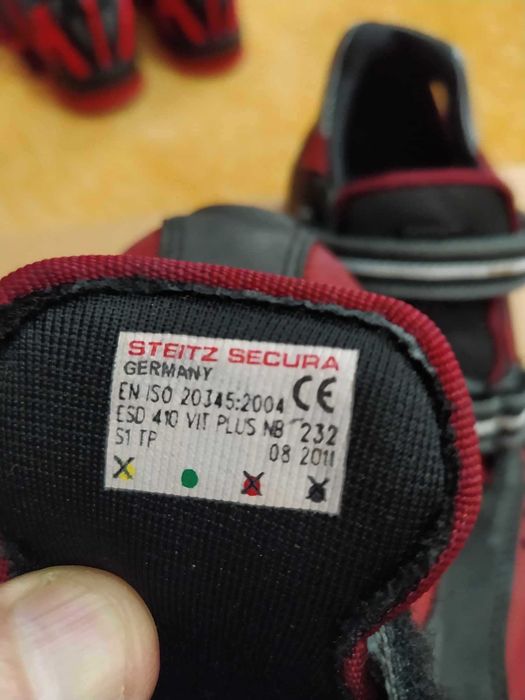 STEITZ SECURA
GERMANY
EN ISO 20345:2004 CE
ESD 410 VIT PLUS NB 232
S1 TP 08 2011